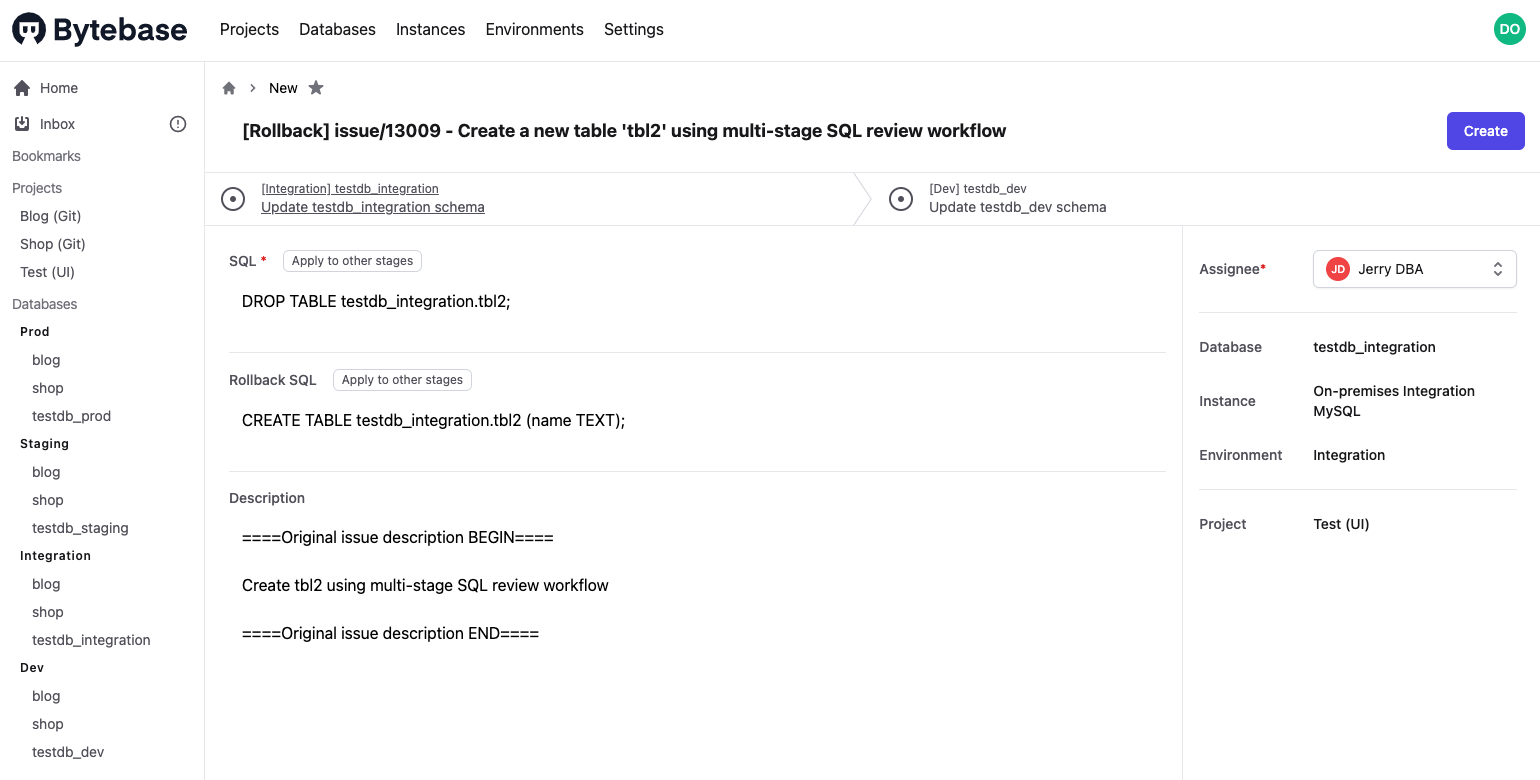 Bytebase
Projects Databases Instances Environments Settings
DO
Home
Inbox
Bookmarks
Projects
Blog (Git)
Shop (Git)
Test (UI)
Databases
Prod
blog
shop
testdb_prod
Staging
blog
shop
testdb_staging
Integration
blog
shop
testdb_integration
Dev
blog
shop
testdb_dev
New
[Rollback] issue/13009 - Create a new table 'tbl2' using multi-stage SQL review workflow
Create
[Integration] testdb_integration
Update testdb_integration schema
[Dev] testdb_dev
Update testdb_dev schema
SQL * Apply to other stages
DROP TABLE testdb_integration.tbl2;
Rollback SQL Apply to other stages
CREATE TABLE testdb_integration.tbl2 (name TEXT);
Description
====Original issue description BEGIN====
Create tbl2 using multi-stage SQL review workflow
====Original issue description END====
Assignee* JD Jerry DBA
Database testdb_integration
Instance On-premises Integration
MySQL
Environment Integration
Project Test (UI)